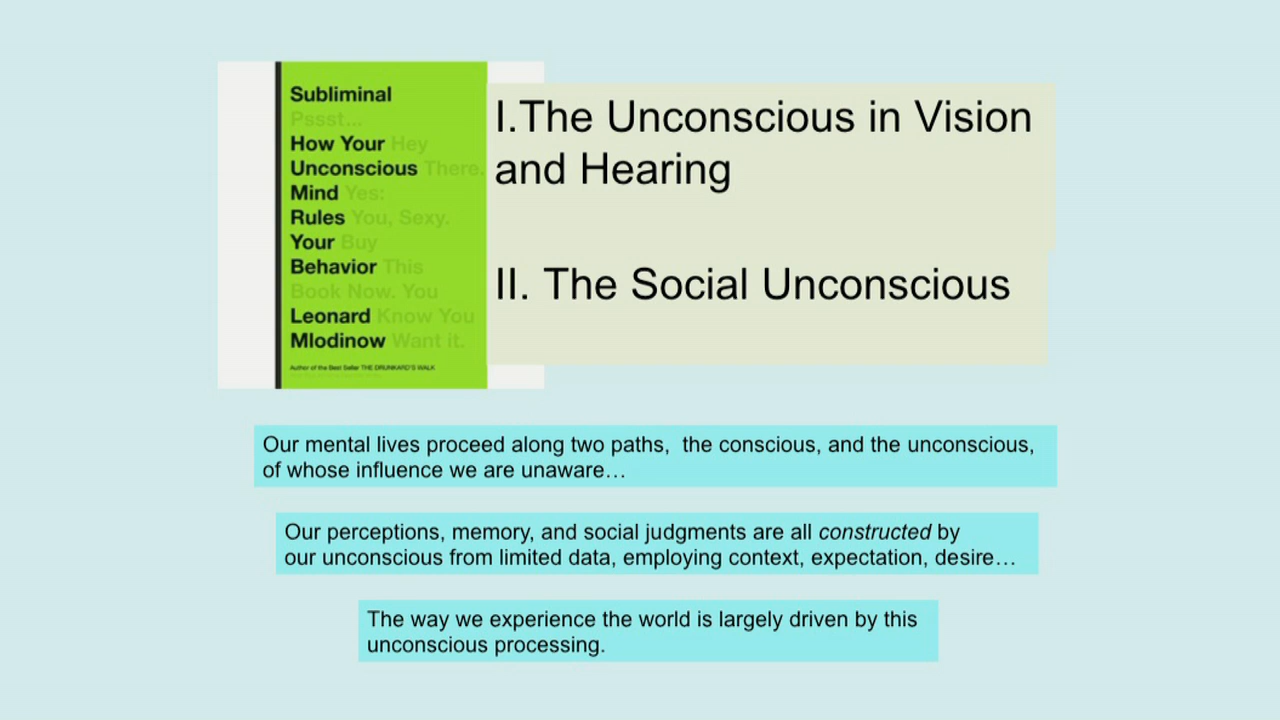 Subliminal
Pssst...
How Your Hey
Unconscious There.
Mind Yes:
Rules You, Sexy.
Your Buy
Behavior This
Book Now. You
Leonard Know You
Mlodinow Want it.
Author of the Best Seller THE DRUNKARD'S WALK
I.The Unconscious in Vision
and Hearing
II. The Social Unconscious
Our mental lives proceed along two paths,  the conscious, and the unconscious,
of whose influence we are unaware…
Our perceptions, memory, and social judgments are all constructed by
our unconscious from limited data, employing context, expectation, desire…
The way we experience the world is largely driven by this
unconscious processing.